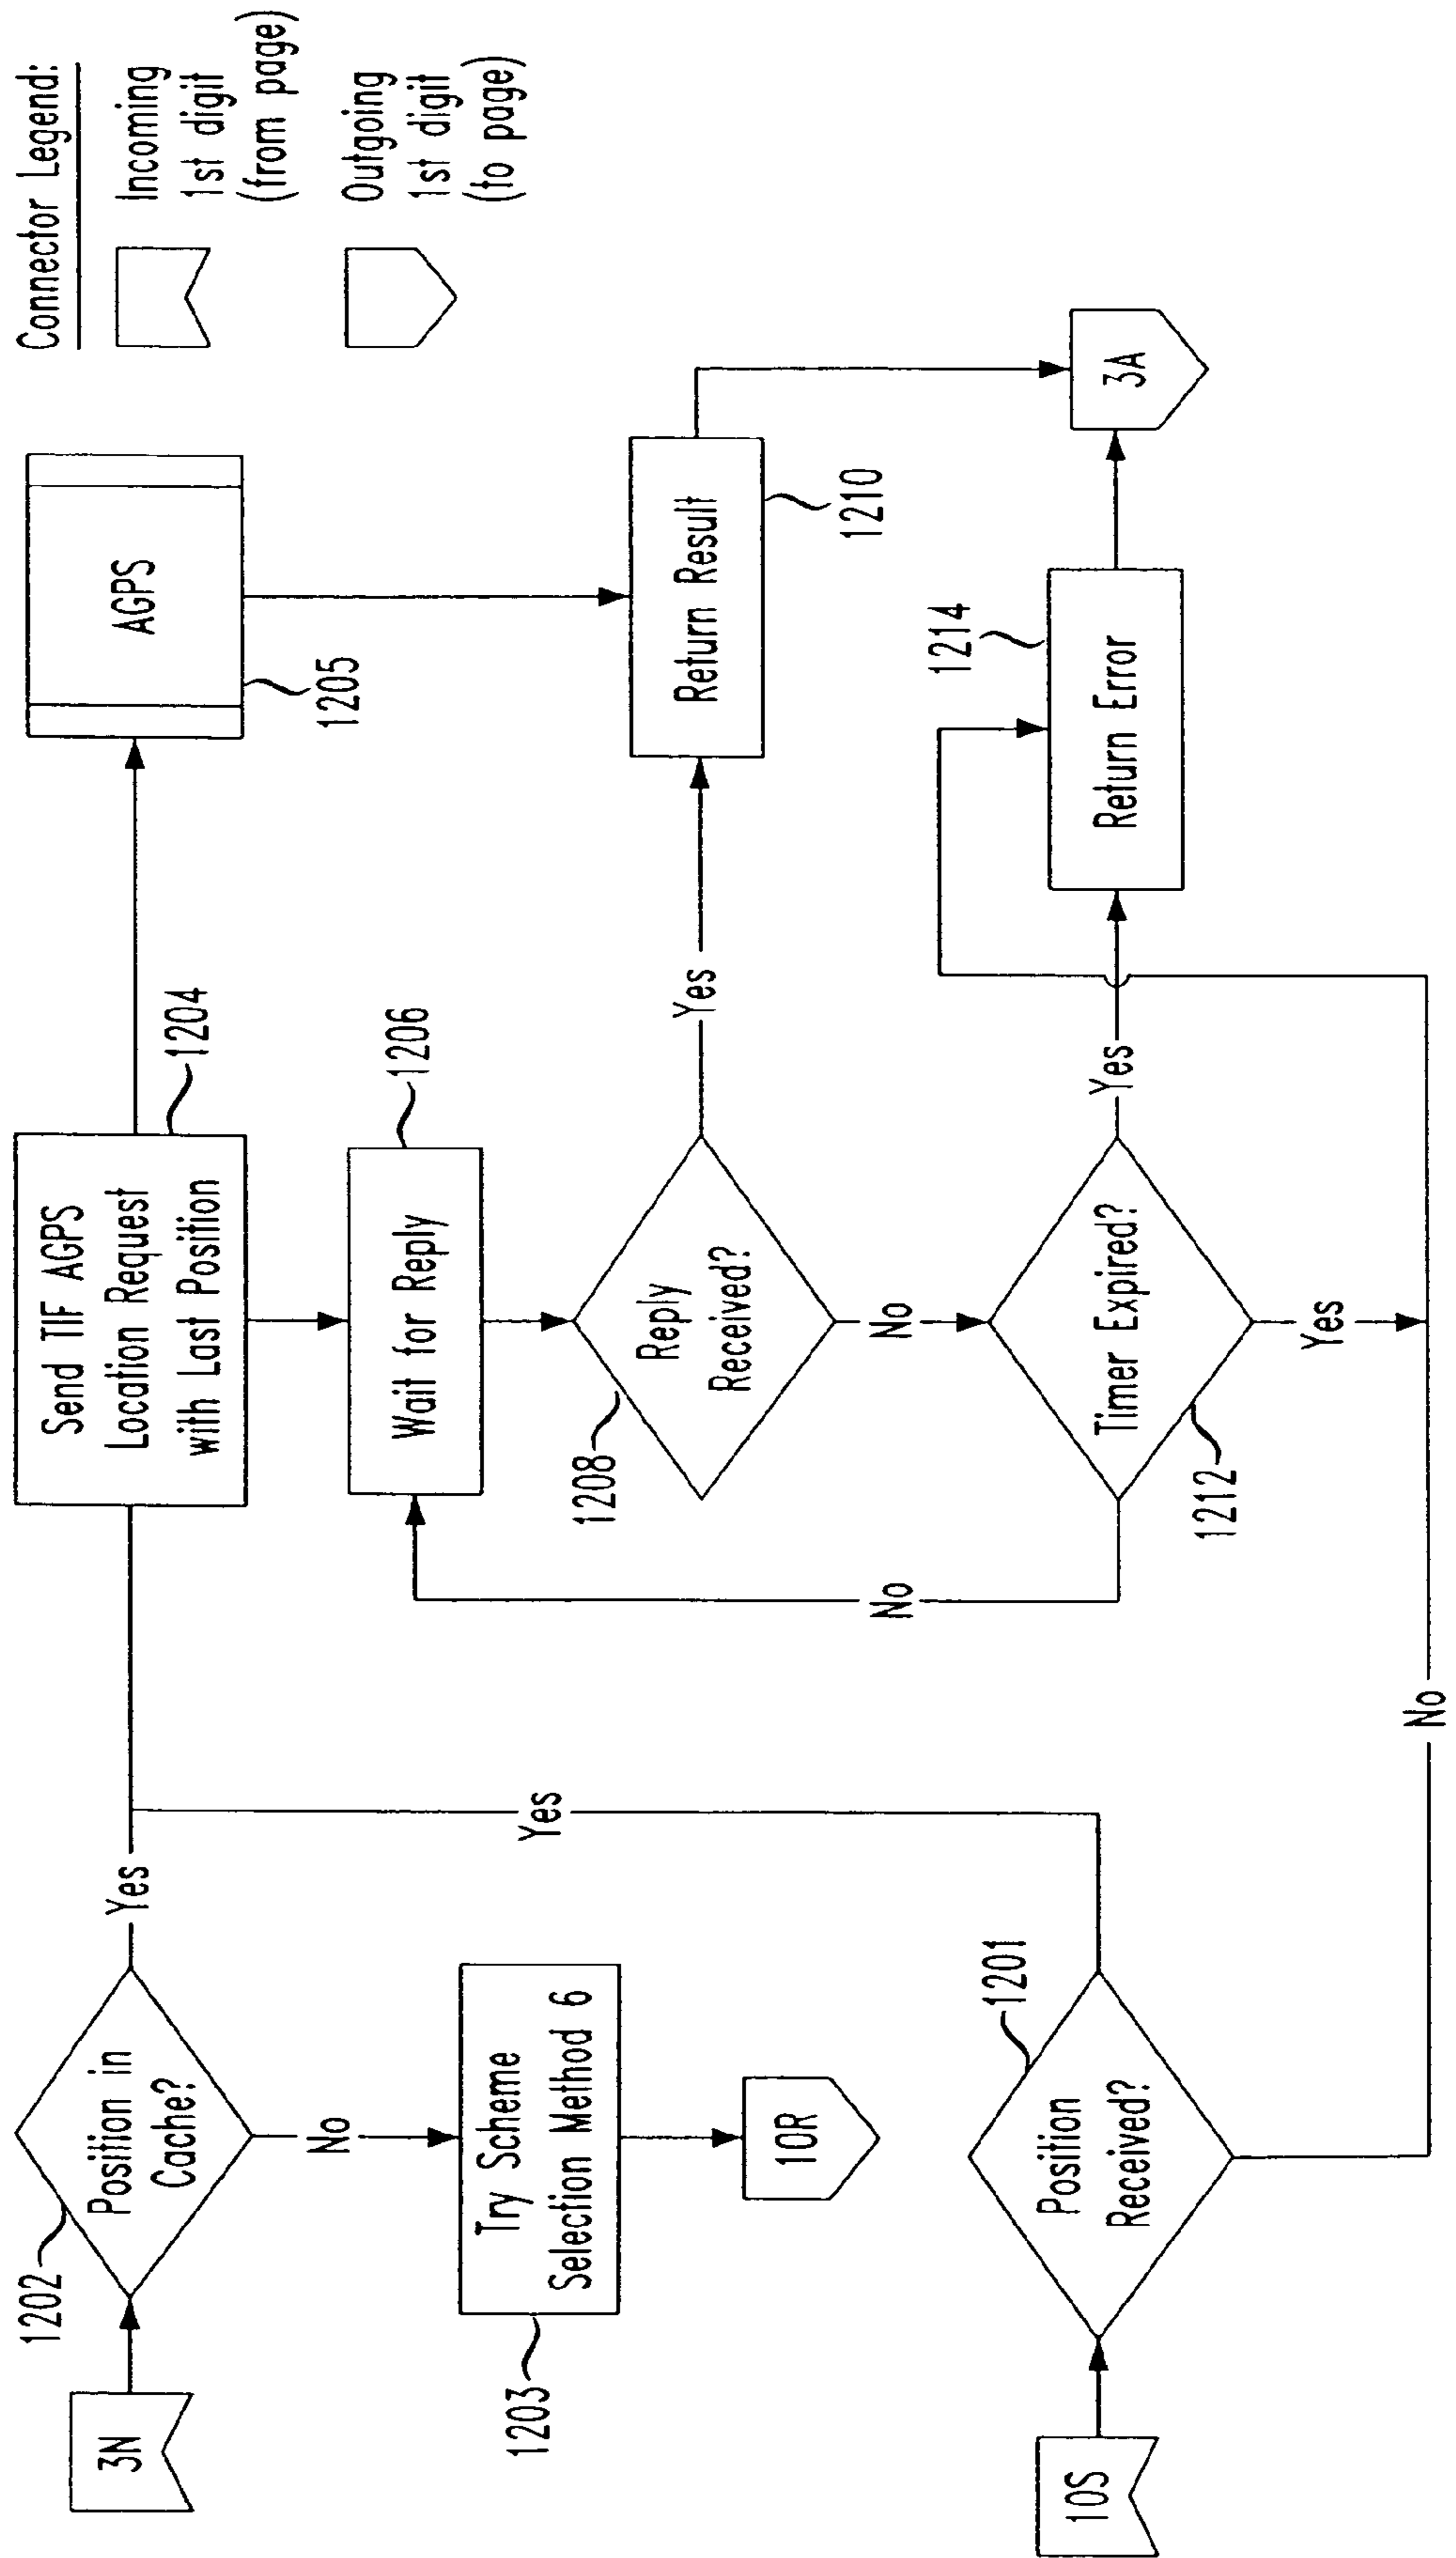 Connector Legend:
Incoming
1st digit
(from page)
Outgoing
1st digit
(to page)
3N
1202
Position in
Cache?
Yes
No
1203
Try Scheme
Selection Method 6
10R
Send TIF AGPS
Location Request
with Last Position
1204
AGPS
1205
Wait for Reply
1206
1208
Reply
Received?
Yes
Return Result
1210
No
Timer Expired?
1212
No
Yes
Yes
Return Error
1214
3A
10S
Position
Received?
1201
Yes
No